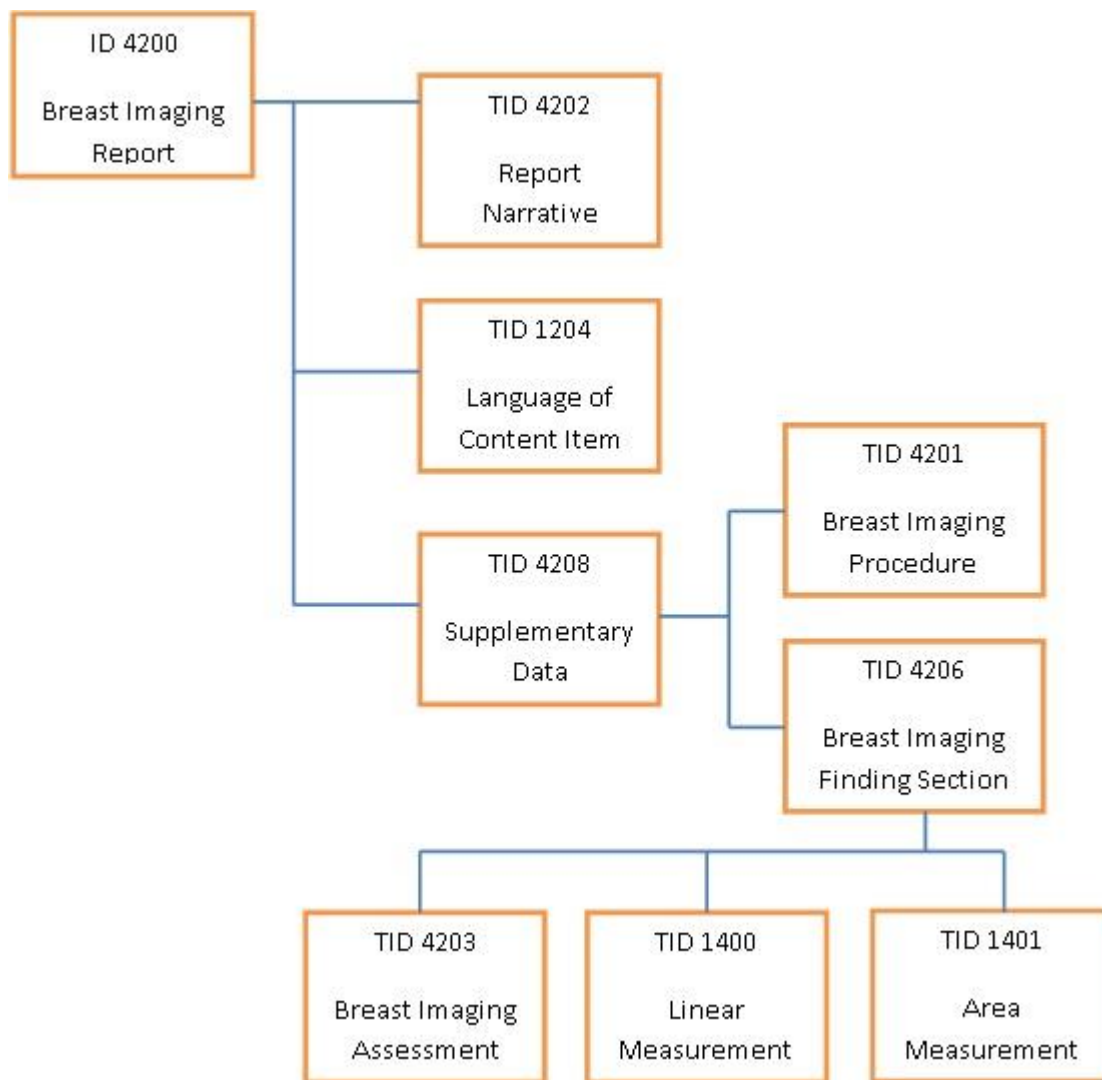 ID 4200
Breast Imaging
Report
TID 4202
Report
Narrative
TID 1204
Language of
Content Item
TID 4208
Supplementary
Data
TID 4201
Breast Imaging
Procedure
TID 4206
Breast Imaging
Finding Section
TID 4203
Breast Imaging
Assessment
TID 1400
Linear
Measurement
TID 1401
Area
Measurement